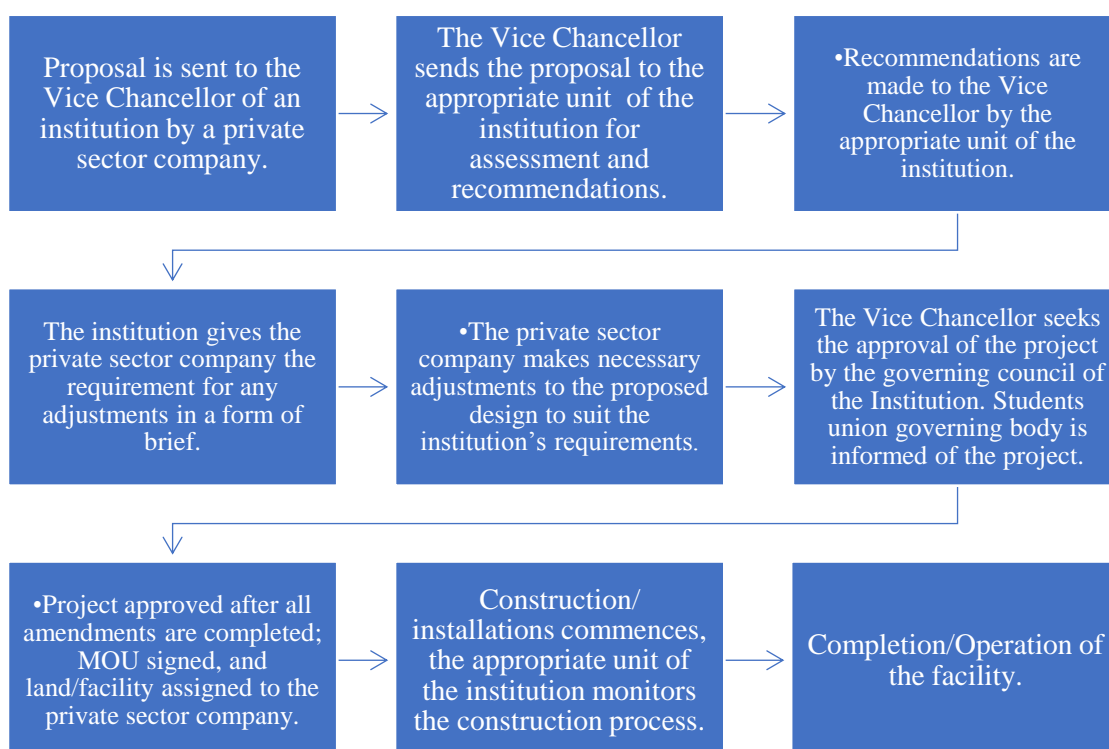 Proposal is sent to the
Vice Chancellor of an
institution by a private
sector company.
The Vice Chancellor
sends the proposal to the
appropriate unit of the
institution for
assessment and
recommendations.
•Recommendations are
made to the Vice
Chancellor by the
appropriate unit of the
institution.
The institution gives the
private sector company the
requirement for any
adjustments in a form of
brief.
•The private sector
company makes necessary
adjustments to the proposed
design to suit the
institution’s requirements.
The Vice Chancellor seeks
the approval of the project
by the governing council of
the Institution. Students
union governing body is
informed of the project.
•Project approved after all
amendments are completed;
MOU signed, and
land/facility assigned to the
private sector company.
Construction/
installations commences,
the appropriate unit of
the institution monitors
the construction process.
Completion/Operation of
the facility.